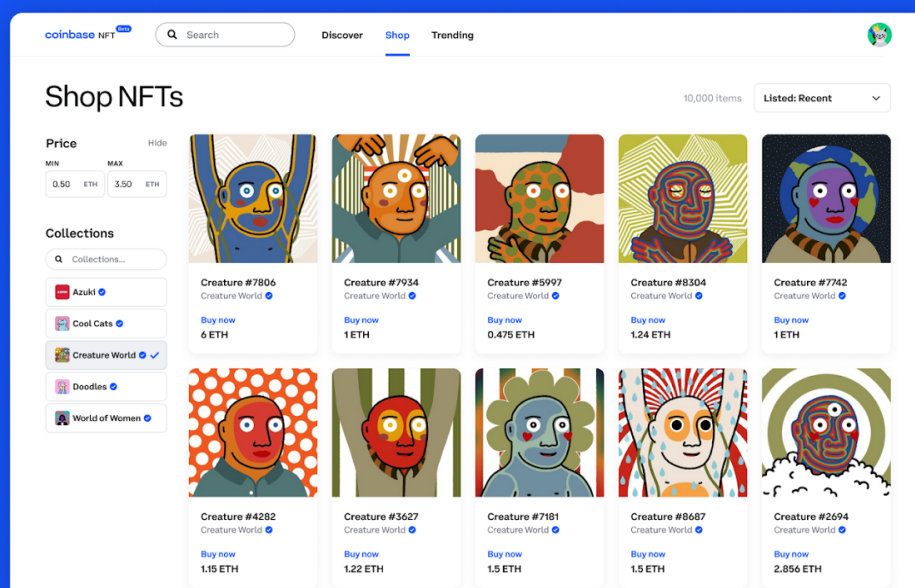 coinbase NFT Beta
Search
Discover
Shop
Trending
Shop NFTs
10,000 items
Listed: Recent
Price
Hide
MIN
MAX
0.50 ETH
3.50 ETH
Collections
Collections...
Azuki
Cool Cats
Creature World
Doodles
World of Women
Creature #7806
Creature World
Buy now
6 ETH
Creature #7934
Creature World
Buy now
1 ETH
Creature #5997
Creature World
Buy now
0.475 ETH
Creature #8304
Creature World
Buy now
1.24 ETH
Creature #7742
Creature World
Buy now
1 ETH
Creature #4282
Creature World
Buy now
1.15 ETH
Creature #3627
Creature World
Buy now
1.22 ETH
Creature #7181
Creature World
Buy now
1.5 ETH
Creature #8687
Creature World
Buy now
1.5 ETH
Creature #2694
Creature World
Buy now
2.856 ETH